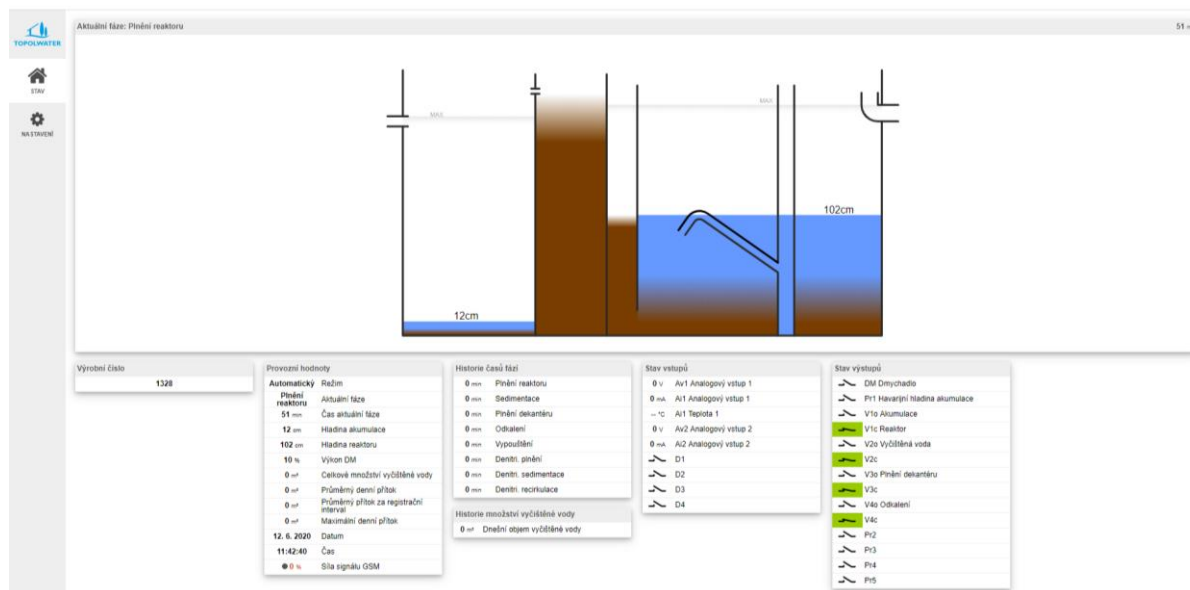 TOPOLWATER
STAV
NASTAVENÍ
Aktuální fáze: Plnění reaktoru
51
MAX
MAX
102cm
12cm
Výrobní číslo
1328
Provozní hodnoty
Automatický Režim
Plnění reaktoru Aktuální fáze
51 min Čas aktuální fáze
12 cm Hladina akumulace
102 cm Hladina reaktoru
10 % Výkon DM
0 m³ Celkové množství vyčištěné vody
0 m³ Průměrný denní přítok
0 m³ Průměrný přítok za registrační interval
0 m³ Maximální denní přítok
12. 6. 2020 Datum
11:42:40 Čas
0 % Síla signálu GSM
Historie časů fází
0 min Plnění reaktoru
0 min Sedimentace
0 min Plnění dekantéru
0 min Odkalení
0 min Vypouštění
0 min Denitri. plnění
0 min Denitri. sedimentace
0 min Denitri. recirkulace
Historie množství vyčištěné vody
0 m³ Dnešní objem vyčištěné vody
Stav vstupů
0 V Av1 Analogový vstup 1
0 mA Ai1 Analogový vstup 1
-- °C Ai1 Teplota 1
0 V Av2 Analogový vstup 2
0 mA Ai2 Analogový vstup 2
D1
D2
D3
D4
Stav výstupů
DM Dmychadlo
Pr1 Havarijní hladina akumulace
V1o Akumulace
V1c Reaktor
V2o Vyčištěná voda
V2c
V3o Plnění dekantéru
V3c
V4o Odkalení
V4c
Pr2
Pr3
Pr4
Pr5